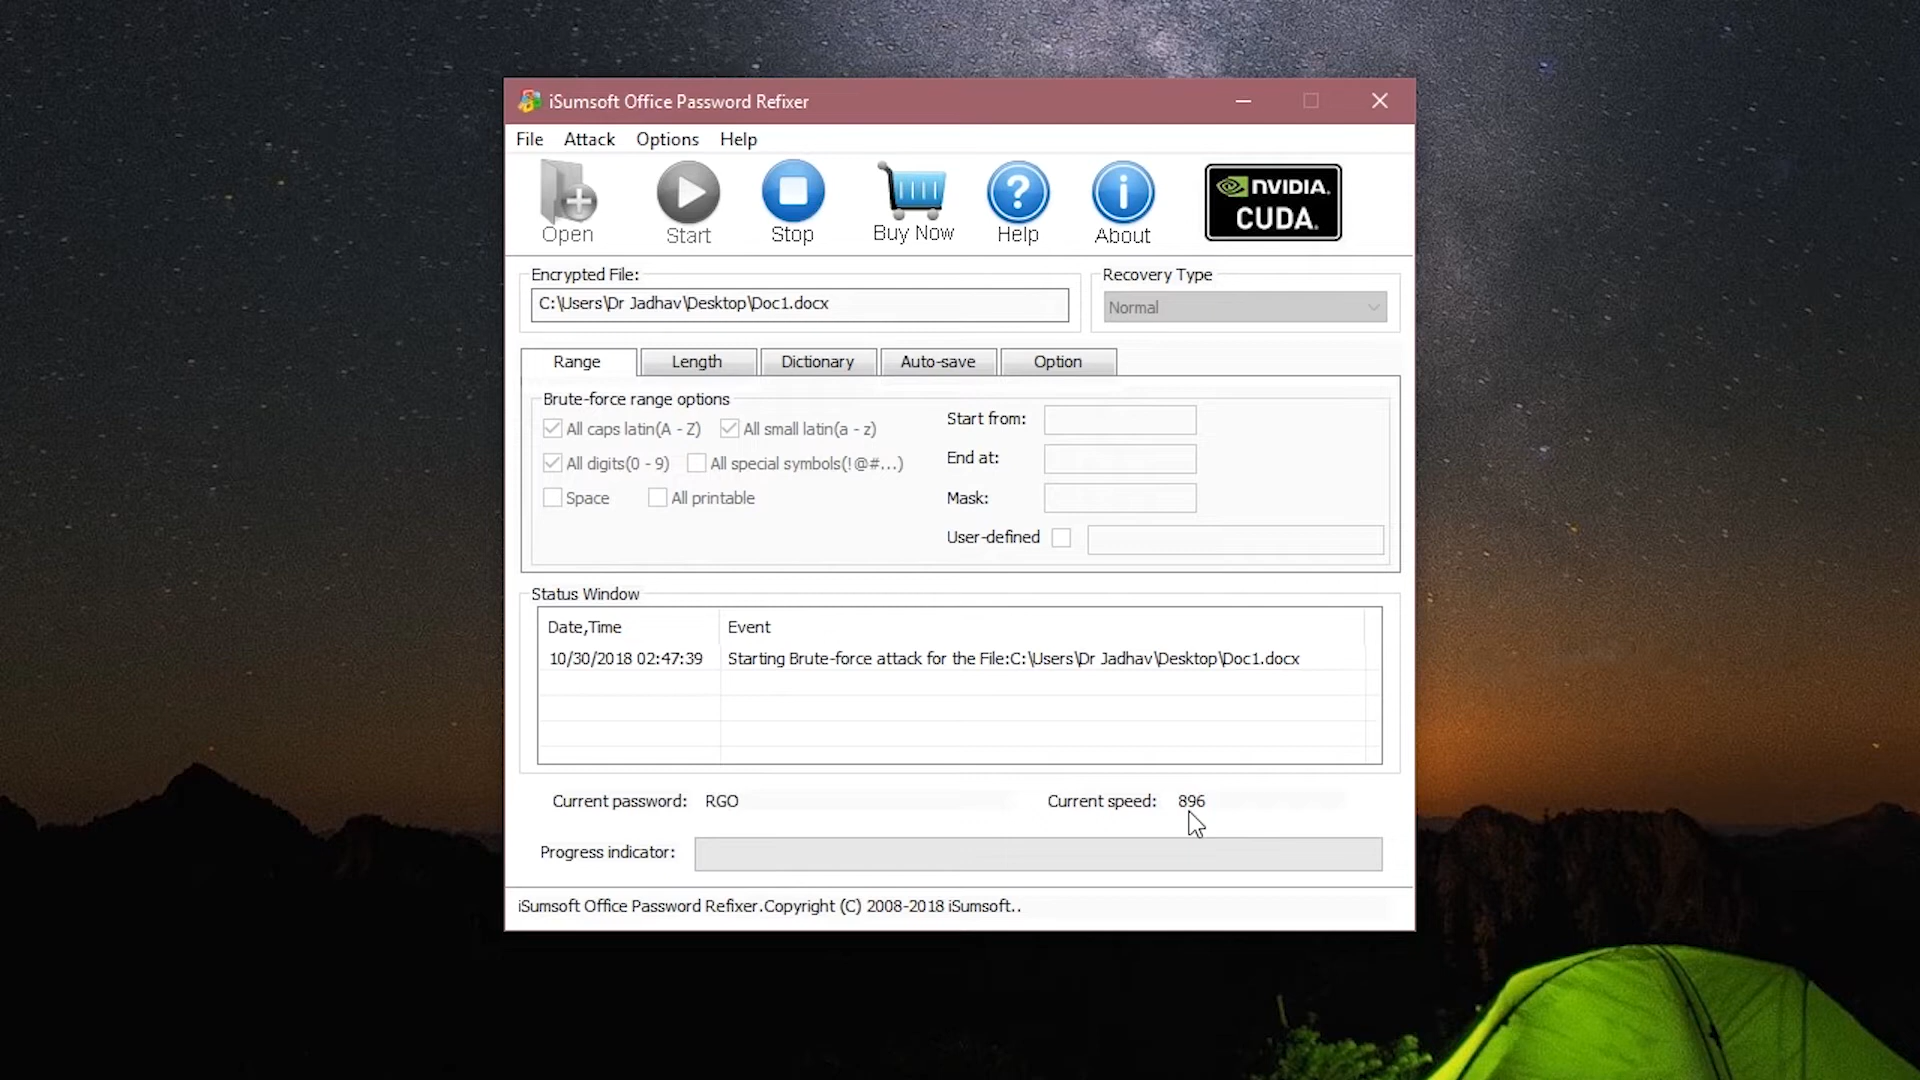 iSumsoft Office Password Refixer
File Attack Options Help
Open Start Stop Buy Now Help About NVIDIA. CUDA.
Encrypted File: Recovery Type
C:\Users\Dr Jadhav\Desktop\Doc1.docx Normal
Range Length Dictionary Auto-save Option
Brute-force range options
All caps latin(A - Z) All small latin(a - z) Start from:
All digits(0 - 9) All special symbols(!@#...) End at:
Space All printable Mask:
User-defined
Status Window
Date,Time Event
10/30/2018 02:47:39 Starting Brute-force attack for the File:C:\Users\Dr Jadhav\Desktop\Doc1.docx
Current password: RGO Current speed: 896
Progress indicator:
iSumsoft Office Password Refixer.Copyright (C) 2008-2018 iSumsoft..